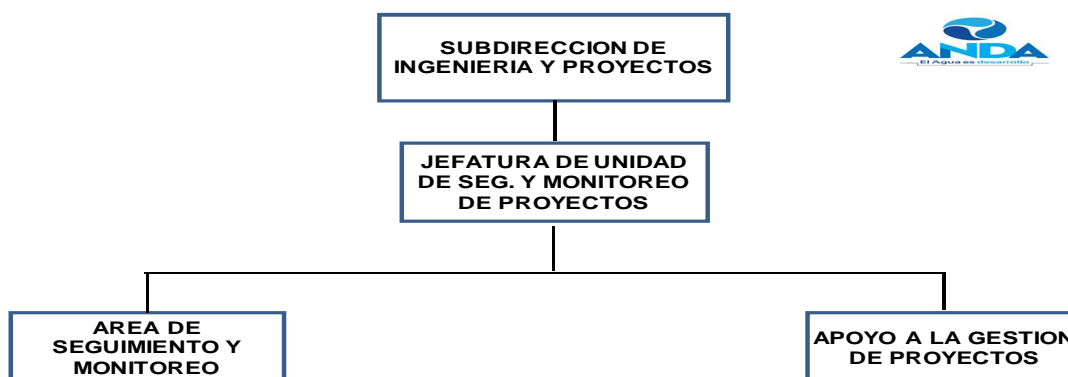 SUBDIRECCION DE
INGENIERIA Y PROYECTOS
ANDA
El Agua es desarrollo
JEFATURA DE UNIDAD
DE SEG. Y MONITOREO
DE PROYECTOS
AREA DE
SEGUIMIENTO Y
MONITOREO
APOYO A LA GESTION
DE PROYECTOS